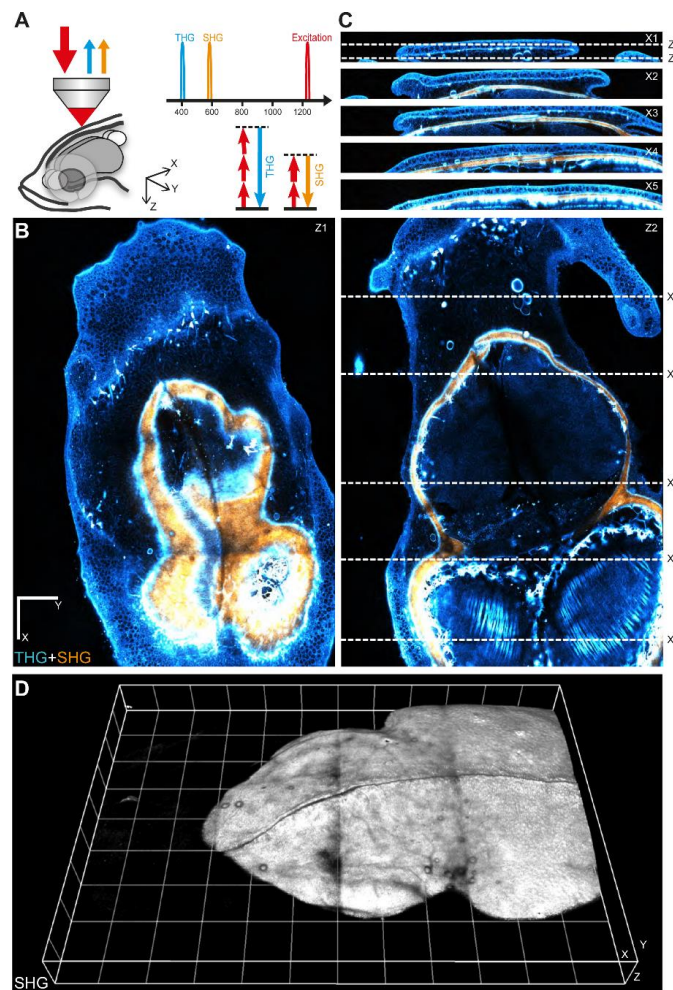 A
THG
SHG
Excitation
400
600
800
1000
1200
THG
SHG
X
Y
Z
C
X1
Z
Z
X2
X3
X4
X5
B
Z1
Y
X
THG+SHG
Z2
X
X
X
X
X
D
Y
X
Z
SHG